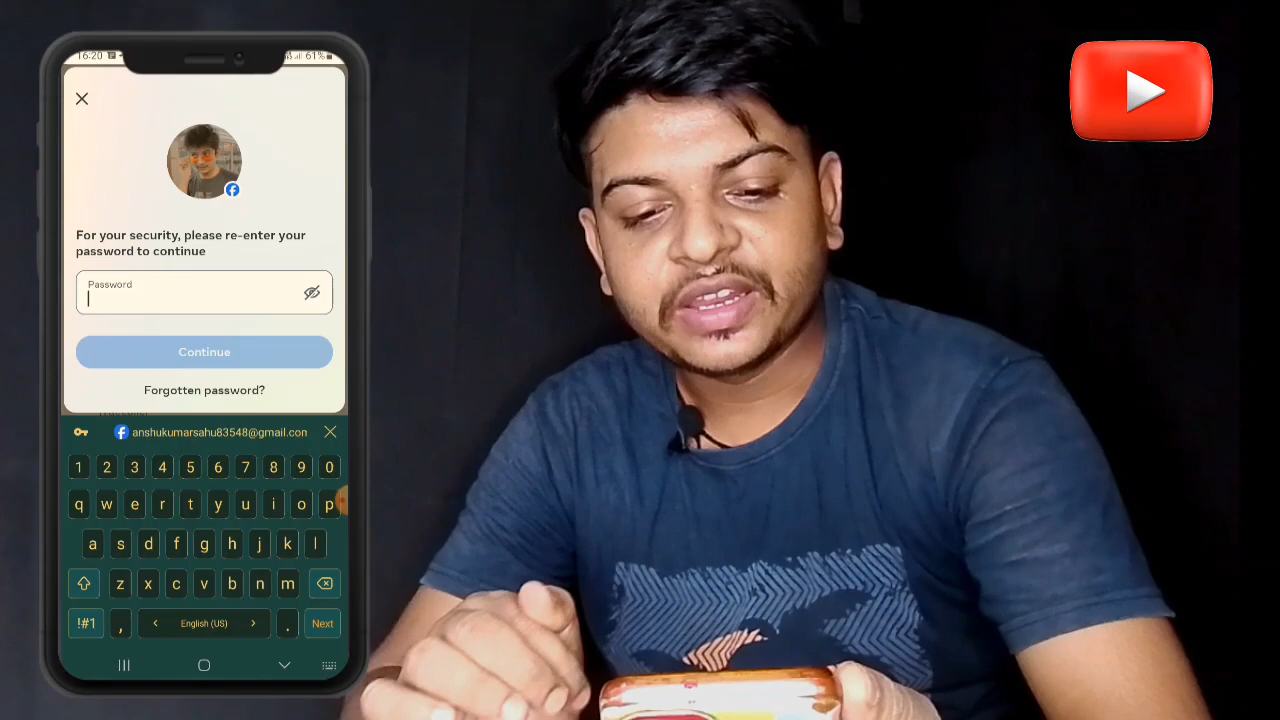 16:20
61%
For your security, please re-enter your
password to continue
Password
Continue
Forgotten password?
anshukumarsahu83548@gmail.con
1 2 3 4 5 6 7 8 9 0
q w e r t y u i o p
a s d f g h j k l
z x c v b n m
!#1 , < English (US) > . Next